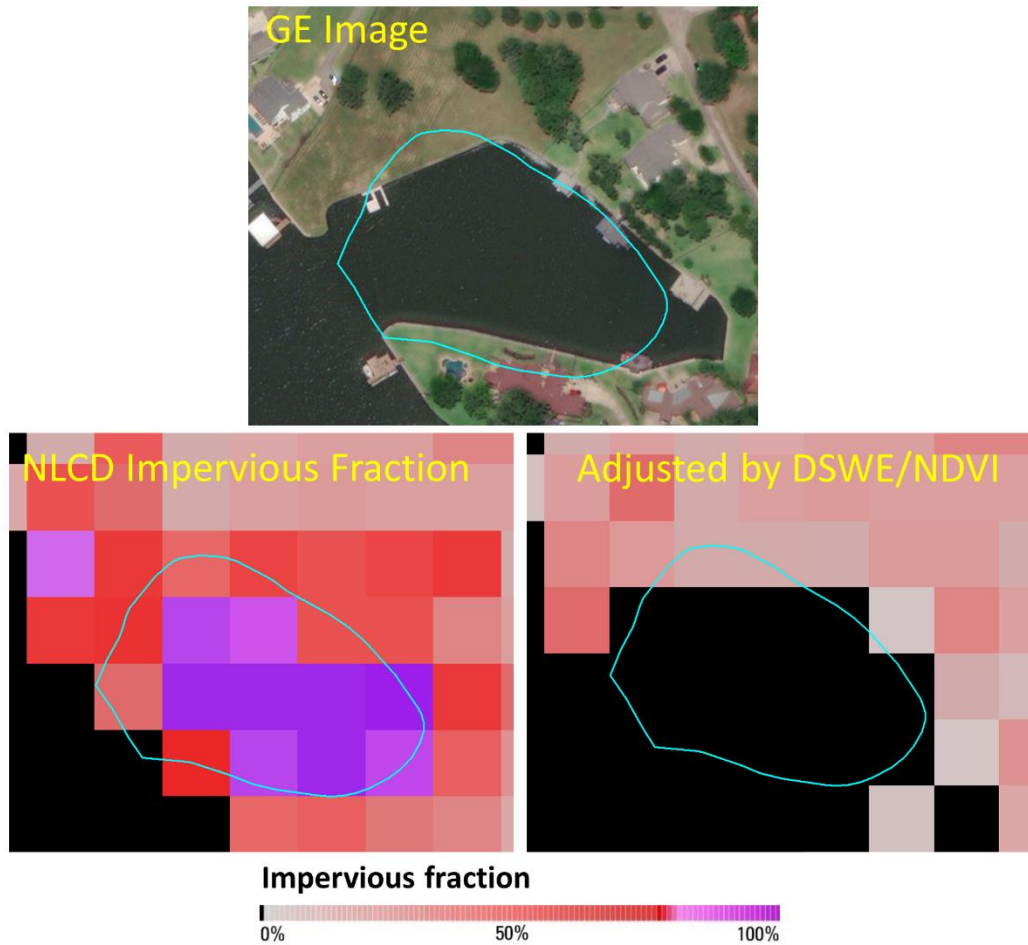 GE Image
NLCD Impervious Fraction
Adjusted by DSWE/NDVI
Impervious fraction
0% 50% 100%